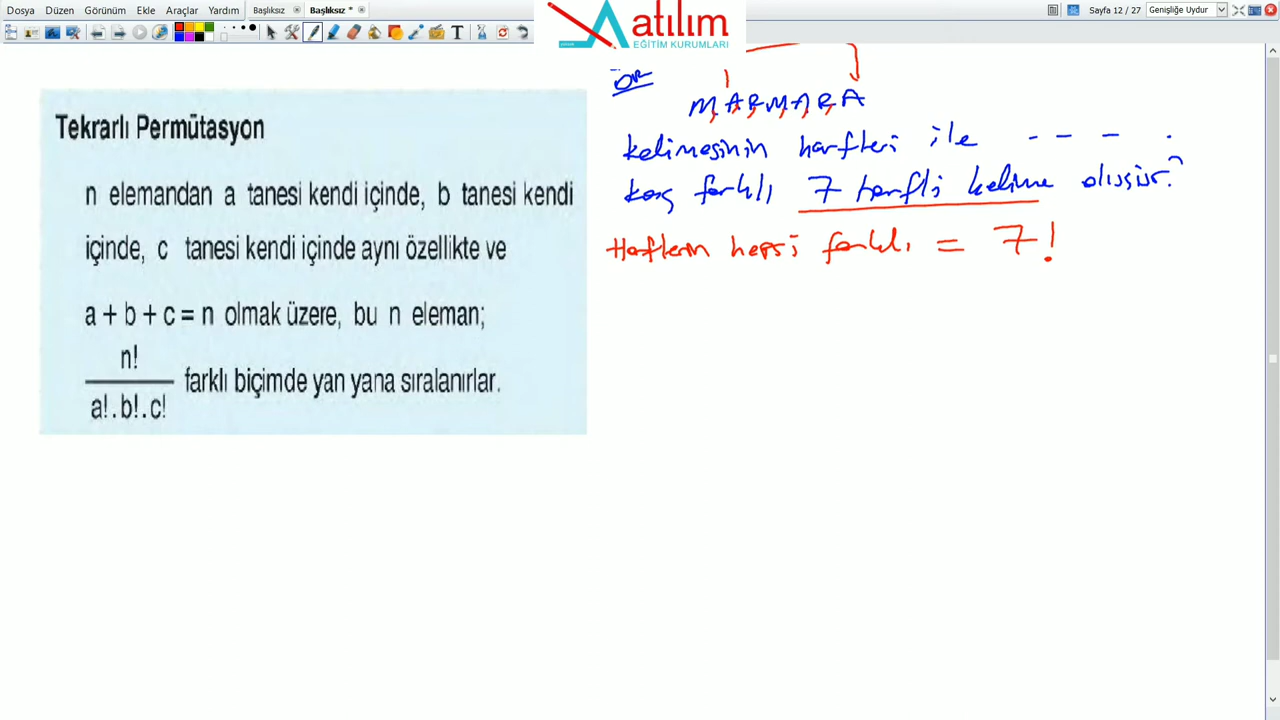 Dosya Düzen Görünüm Ekle Araçlar Yardım
Başlıksız
Başlıksız *
Sayfa 12 / 27
Genişliğe Uydur
atılım
EĞİTİM KURUMLARI
Tekrarlı Permütasyon
n elemandan a tanesi kendi içinde, b tanesi kendi
içinde, c tanesi kendi içinde aynı özellikte ve
a + b + c = n olmak üzere, bu n eleman;
n!
a!.b!.c!
farklı biçimde yan yana sıralanırlar.
ÖR
MARMARA
kelimesinin harfleri ile - - - .
kaç farklı 7 harfli kelime oluşur?
Harflerin hepsi farklı = 7!